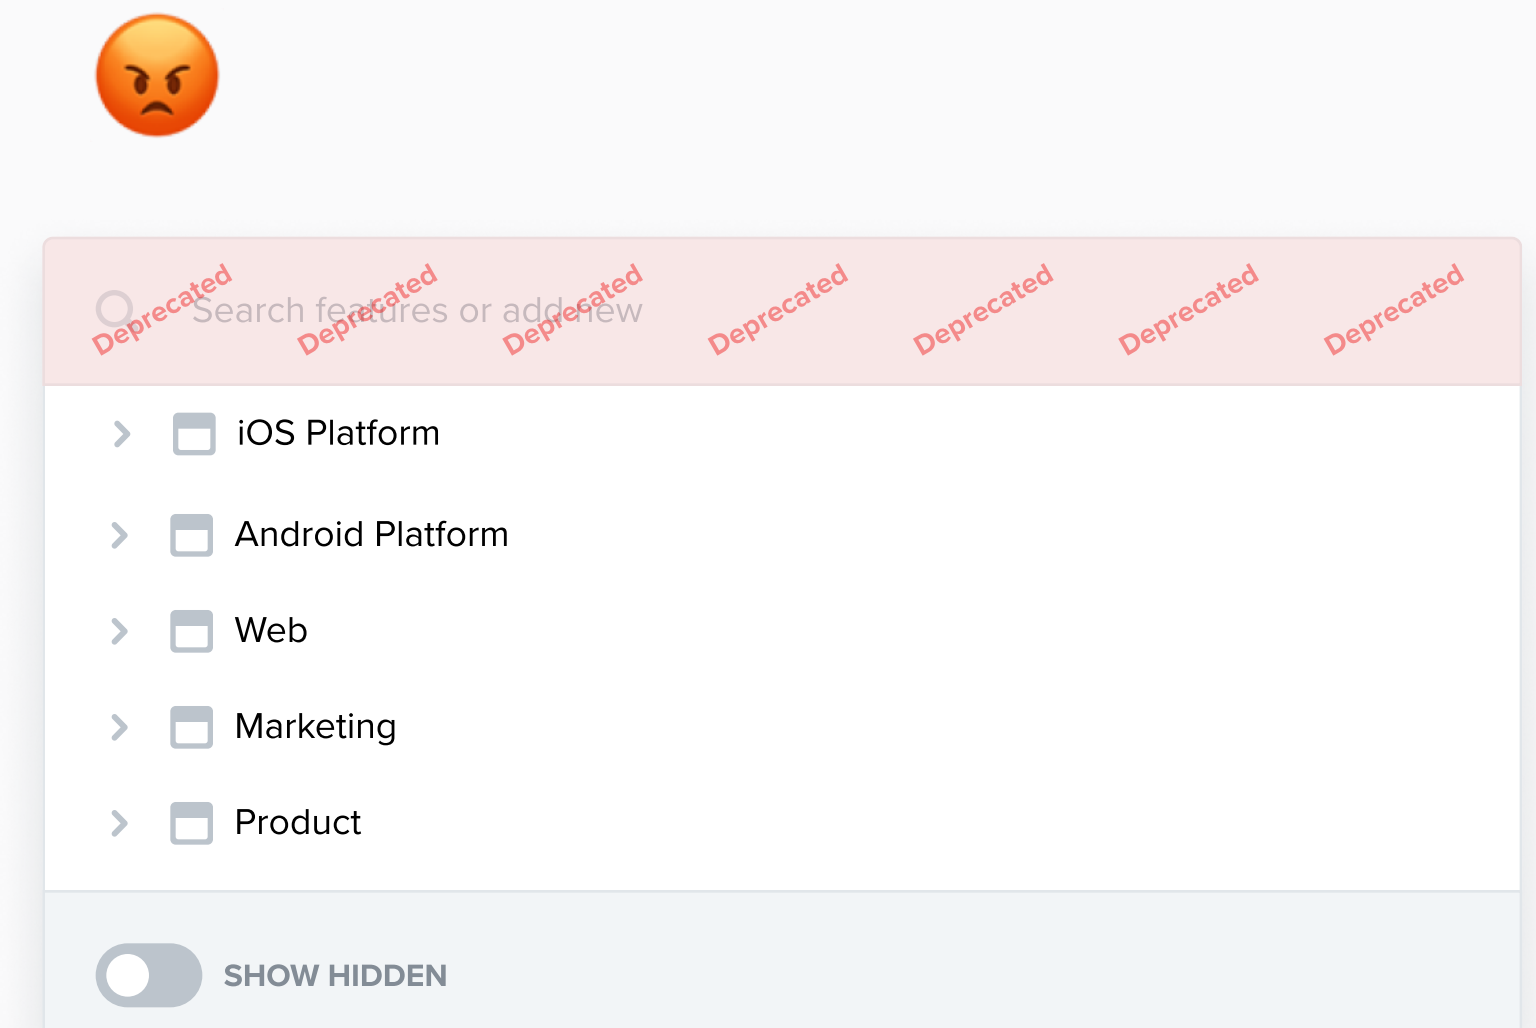 Search features or add new
Deprecated Deprecated Deprecated Deprecated Deprecated Deprecated Deprecated
iOS Platform
Android Platform
Web
Marketing
Product
SHOW HIDDEN